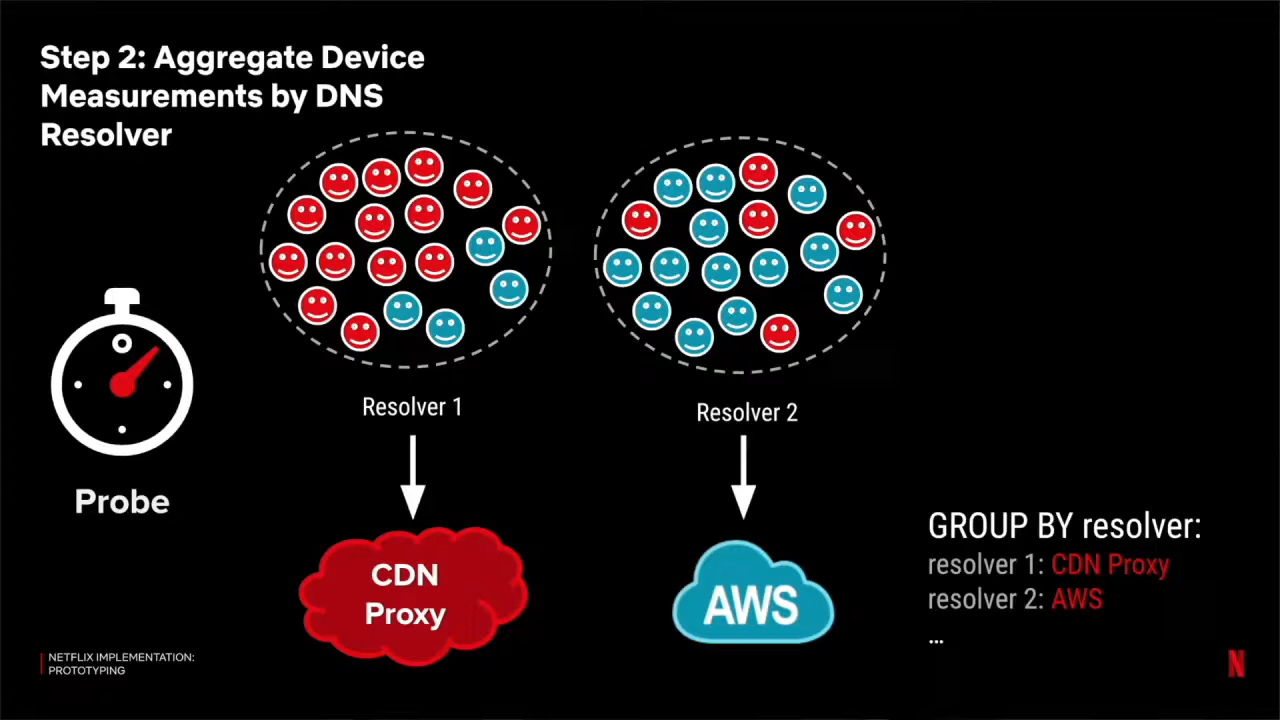 Step 2: Aggregate Device
Measurements by DNS
Resolver
Resolver 1
Resolver 2
Probe
CDN
Proxy
AWS
GROUP BY resolver:
resolver 1: CDN Proxy
resolver 2: AWS
...
NETFLIX IMPLEMENTATION:
PROTOTYPING
N